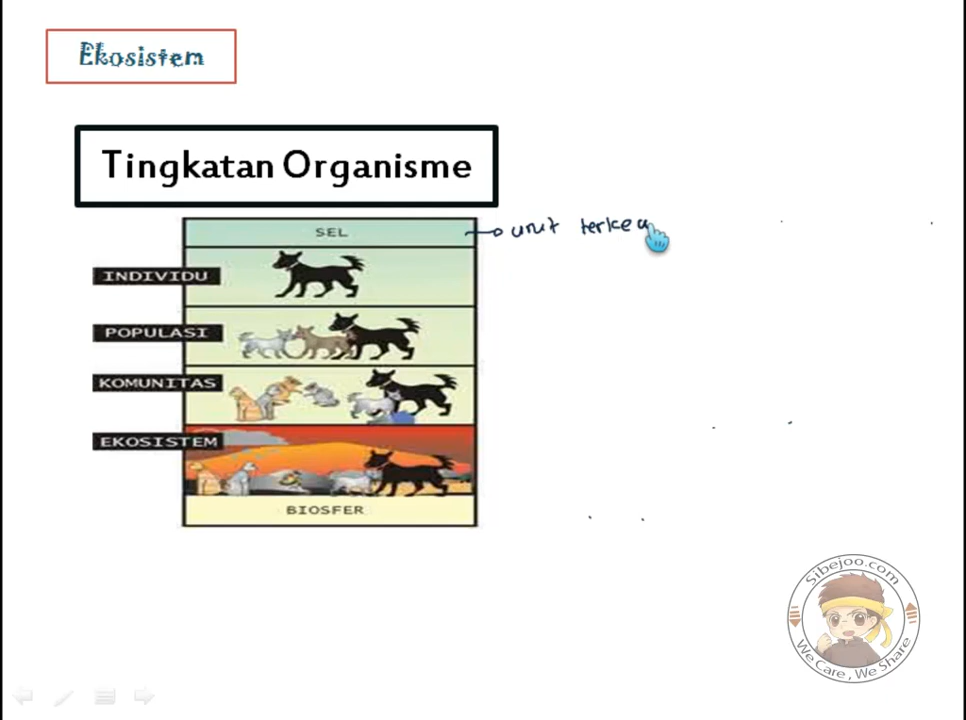 Ekosistem
Tingkatan Organisme
SEL
unit terkec
INDIVIDU
POPULASI
KOMUNITAS
EKOSISTEM
BIOSFER
Sibejoo.com
We Care, We Share